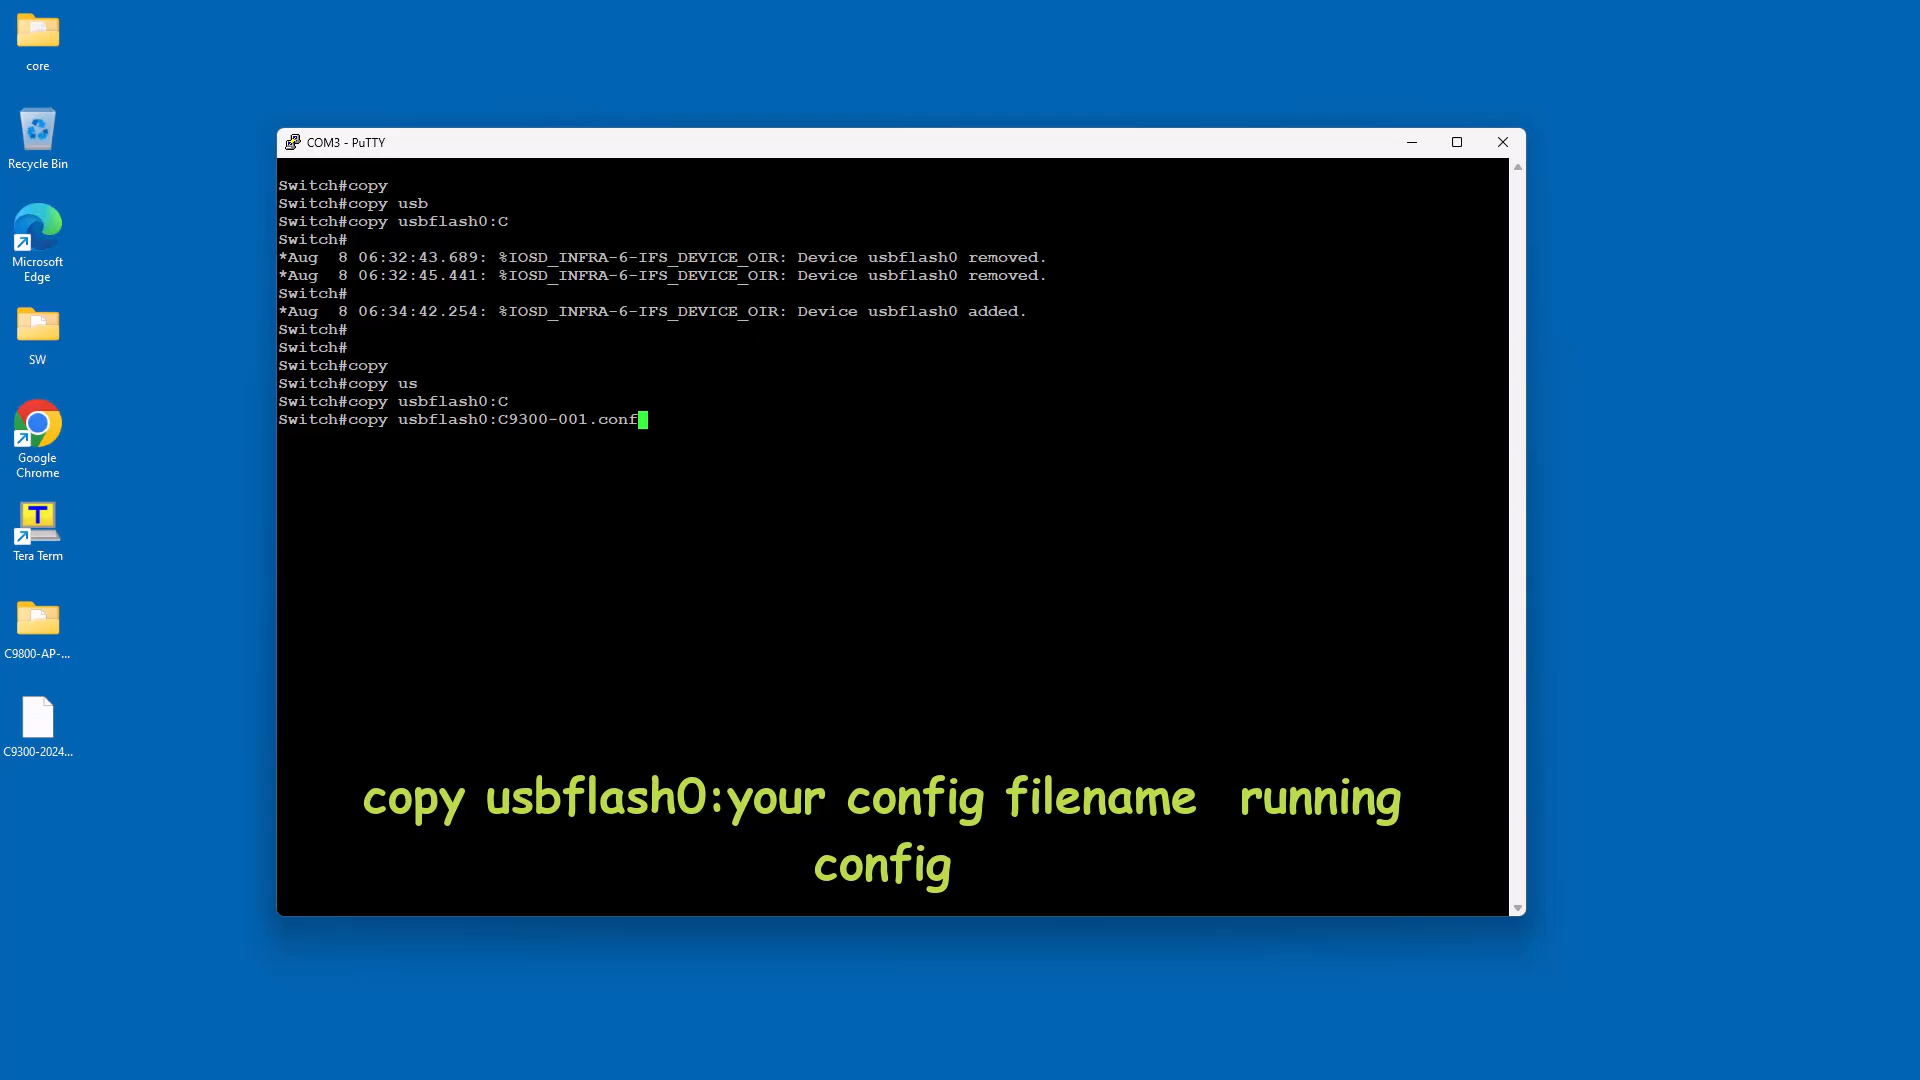 core
Recycle Bin
Microsoft
Edge
SW
Google
Chrome
T
Tera Term
C9800-AP-...
C9300-2024...
COM3 - PuTTY
Switch#copy
Switch#copy usb
Switch#copy usbflash0:C
Switch#
*Aug  8 06:32:43.689: %IOSD_INFRA-6-IFS_DEVICE_OIR: Device usbflash0 removed.
*Aug  8 06:32:45.441: %IOSD_INFRA-6-IFS_DEVICE_OIR: Device usbflash0 removed.
Switch#
*Aug  8 06:34:42.254: %IOSD_INFRA-6-IFS_DEVICE_OIR: Device usbflash0 added.
Switch#
Switch#
Switch#copy
Switch#copy us
Switch#copy usbflash0:C
Switch#copy usbflash0:C9300-001.conf
copy usbflash0:your config filename  running
config